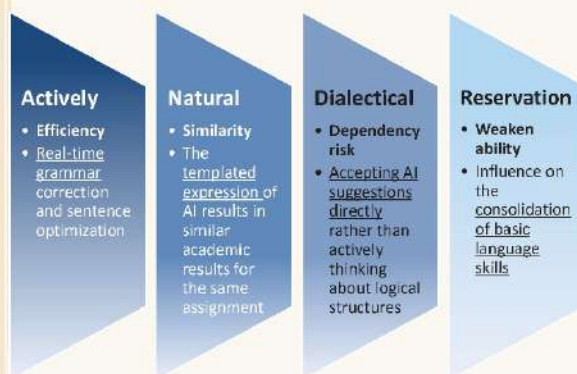 Actively
• Efficiency
• Real-time
grammar
correction
and sentence
optimization
Natural
• Similarity
• The
templated
expression of
AI results in
similar
academic
results for
the same
assignment
Dialectical
• Dependency
risk
• Accepting AI
suggestions
directly
rather than
actively
thinking
about logical
structures
Reservation
• Weaken
ability
• Influence on
the
consolidation
of basic
language
skills